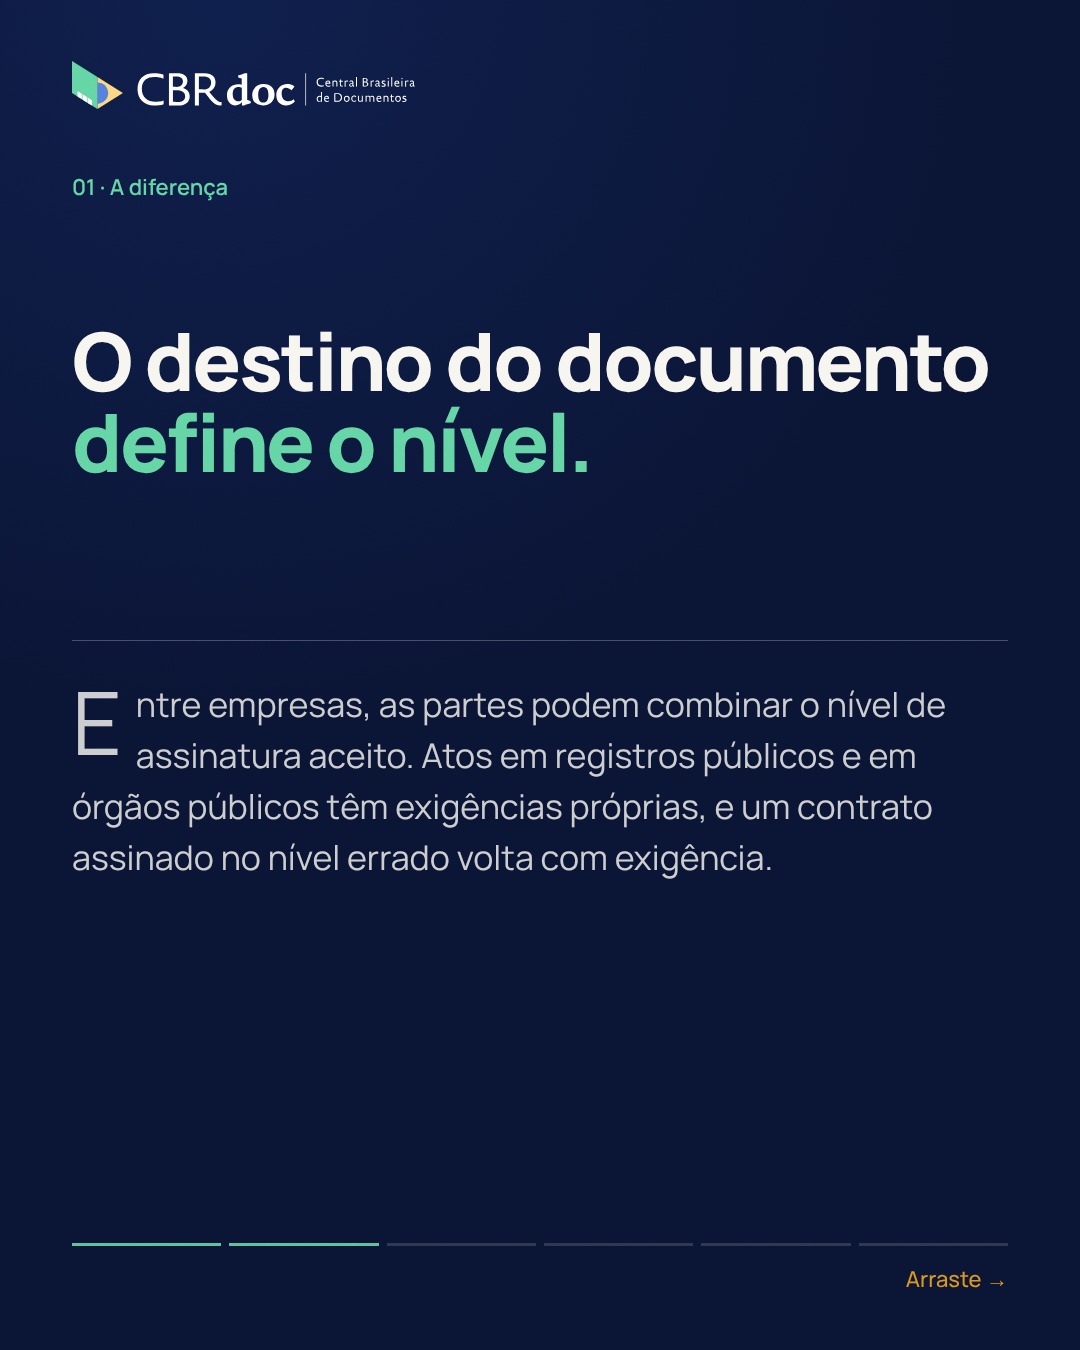 CBRdoc
Central Brasileira
de Documentos
01 · A diferença
O destino do documento
define o nível.
Entre empresas, as partes podem combinar o nível de
assinatura aceito. Atos em registros públicos e em
órgãos públicos têm exigências próprias, e um contrato
assinado no nível errado volta com exigência.
Arraste →